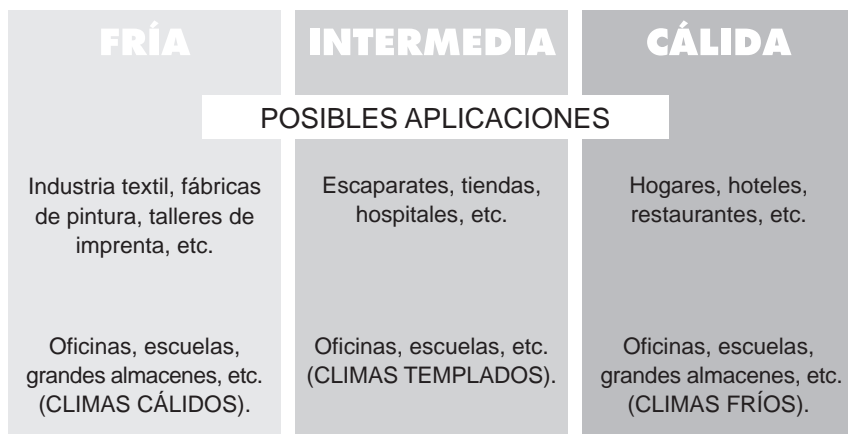 FRÍA
INTERMEDIA
CÁLIDA
POSIBLES APLICACIONES
Industria textil, fábricas
de pintura, talleres de
imprenta, etc.
Escaparates, tiendas,
hospitales, etc.
Hogares, hoteles,
restaurantes, etc.
Oficinas, escuelas,
grandes almacenes, etc.
(CLIMAS CÁLIDOS).
Oficinas, escuelas, etc.
(CLIMAS TEMPLADOS).
Oficinas, escuelas,
grandes almacenes, etc.
(CLIMAS FRÍOS).